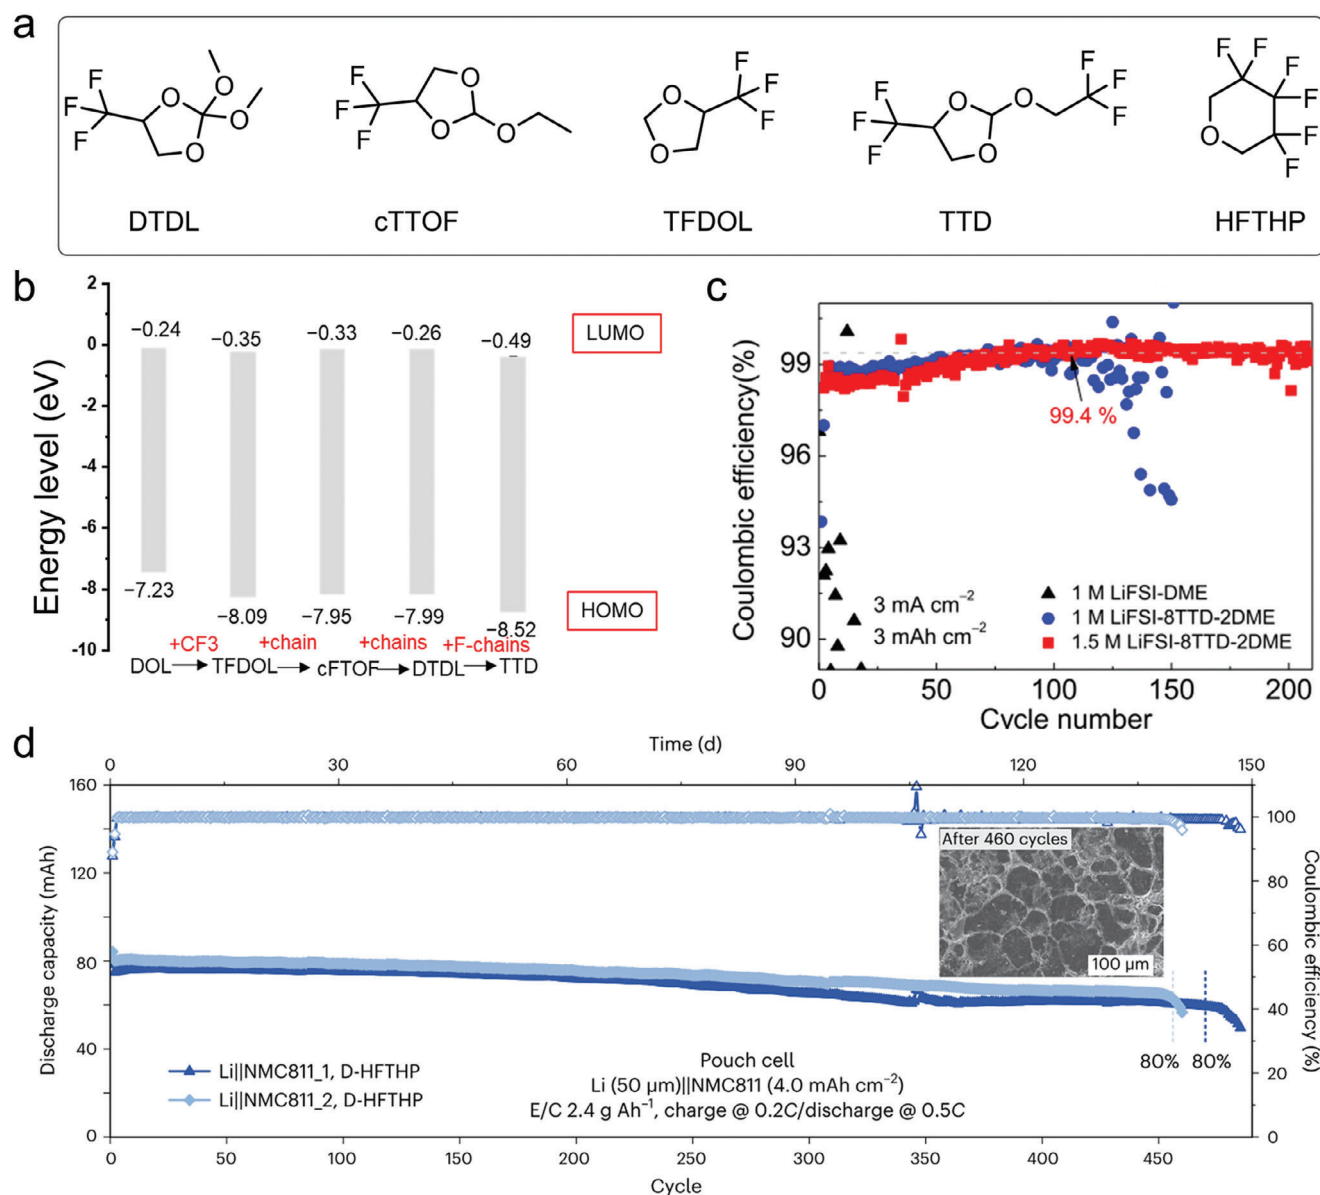 a
F F F O O O O
DTDL
F F F O O O
cTTOF
O O F F F
TFDOL
F F F O O O F F F
TTD
F F F F F F O
HFTHP
b
Energy level (eV)
2
0
−2
−4
−6
−8
-10
−0.24
−0.35
−0.33
−0.26
−0.49
LUMO
−7.23
−8.09
−7.95
−7.99
−8.52
HOMO
+CF3
+chain
+chains
+F-chains
DOL
TFDOL
cFTOF
DTDL
TTD
c
Coulombic efficiency(%)
99
96
93
90
99.4 %
3 mA cm−2
3 mAh cm−2
1 M LiFSI-DME
1 M LiFSI-8TTD-2DME
1.5 M LiFSI-8TTD-2DME
0 50 100 150 200
Cycle number
d
Time (d)
0 30 60 90 120 150
Discharge capacity (mAh)
160
120
80
40
0
Coulombic efficiency (%)
100
80
60
40
20
0
After 460 cycles
100 μm
80% 80%
Li||NMC811_1, D-HFTHP
Li||NMC811_2, D-HFTHP
Pouch cell
Li (50 μm)||NMC811 (4.0 mAh cm−2)
E/C 2.4 g Ah−1, charge @ 0.2C/discharge @ 0.5C
0 50 100 150 200 250 300 350 400 450
Cycle